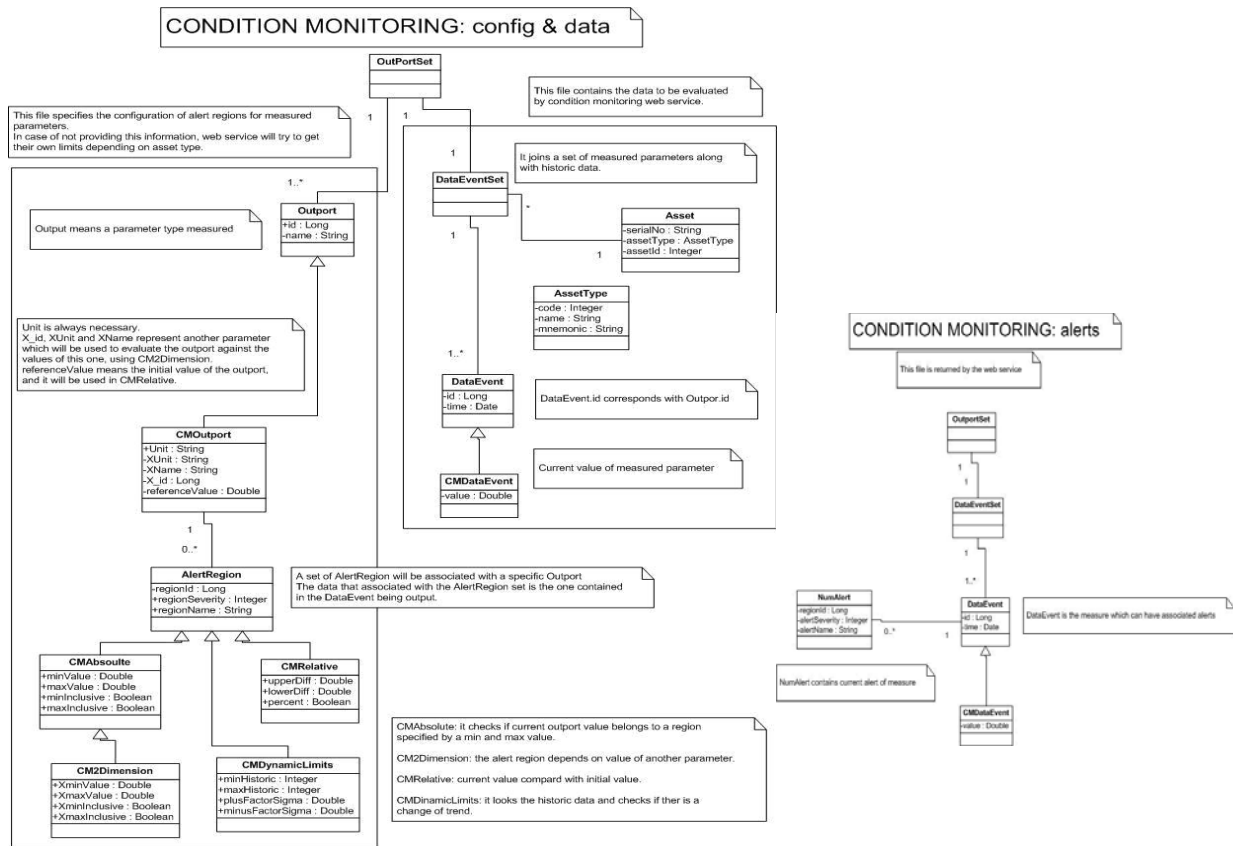 CONDITION MONITORING: config & data
OutPortSet
This file contains the data to be evaluated
by condition monitoring web service.
This file specifies the configuration of alert regions for measured
parameters.
In case of not providing this information, web service will try to get
their own limits depending on asset type.
1
1
1
It joins a set of measured parameters along
with historic data.
1..*
DataEventSet
Outport
+id : Long
-name : String
Output means a parameter type measured
*
1
1
Asset
-serialNo : String
-assetType : AssetType
-assetId : Integer
AssetType
-code : Integer
-name : String
-mnemonic : String
Unit is always necessary.
X_id, XUnit and XName represent another parameter
which will be used to evaluate the outport against the
values of this one, using CM2Dimension.
referenceValue means the initial value of the outport,
and it will be used in CMRelative.
1..*
DataEvent
-id : Long
-time : Date
DataEvent.id corresponds with Outpor.id
CMOutport
+Unit : String
-XUnit : String
-XName : String
-X_id : Long
-referenceValue : Double
Current value of measured parameter
CMDataEvent
-value : Double
1
0..*
AlertRegion
-regionId : Long
+regionSeverity : Integer
+regionName : String
A set of AlertRegion will be associated with a specific Outport
The data that associated with the AlertRegion set is the one contained
in the DataEvent being output.
CMAbsoulte
+minValue : Double
+maxValue : Double
+minInclusive : Boolean
+maxInclusive : Boolean
CMRelative
+upperDiff : Double
+lowerDiff : Double
+percent : Boolean
CM2Dimension
+XminValue : Double
+XmaxValue : Double
+XminInclusive : Boolean
+XmaxInclusive : Boolean
CMDynamicLimits
+minHistoric : Integer
+maxHistoric : Integer
+plusFactorSigma : Double
+minusFactorSigma : Double
CMAbsolute: it checks if current outport value belongs to a region
specified by a min and max value.
CM2Dimension: the alert region depends on value of another parameter.
CMRelative: current value compard with initial value.
CMDinamicLimits: it looks the historic data and checks if ther is a
change of trend.
CONDITION MONITORING: alerts
This file is returned by the web service
OutportSet
1
1
DataEventSet
1
1..*
NumAlert
-regionId : Long
-alertSeverity : Integer
-alertName : String
0..*
1
DataEvent
-id : Long
-time : Date
DataEvent is the measure which can have associated alerts
NumAlert contains current alert of measure
CMDataEvent
-value : Double